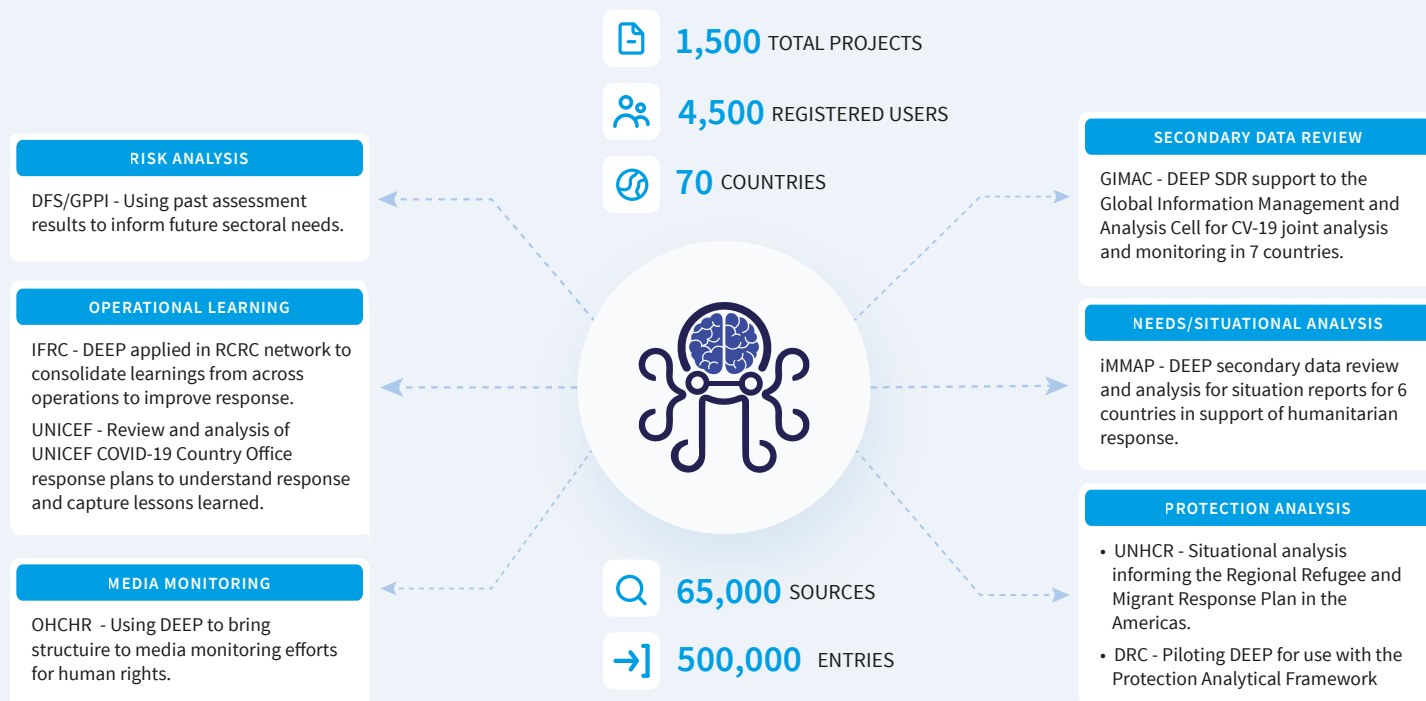 1,500 TOTAL PROJECTS
4,500 REGISTERED USERS
70 COUNTRIES
RISK ANALYSIS
DFS/GPPI - Using past assessment
results to inform future sectoral needs.
OPERATIONAL LEARNING
IFRC - DEEP applied in RCRC network to
consolidate learnings from across
operations to improve response.
UNICEF - Review and analysis of
UNICEF COVID-19 Country Office
response plans to understand response
and capture lessons learned.
MEDIA MONITORING
OHCHR - Using DEEP to bring
structuire to media monitoring efforts
for human rights.
SECONDARY DATA REVIEW
GIMAC - DEEP SDR support to the
Global Information Management and
Analysis Cell for CV-19 joint analysis
and monitoring in 7 countries.
NEEDS/SITUATIONAL ANALYSIS
iMMAP - DEEP secondary data review
and analysis for situation reports for 6
countries in support of humanitarian
response.
PROTECTION ANALYSIS
• UNHCR - Situational analysis
informing the Regional Refugee and
Migrant Response Plan in the
Americas.
• DRC - Piloting DEEP for use with the
Protection Analytical Framework
65,000 SOURCES
500,000 ENTRIES